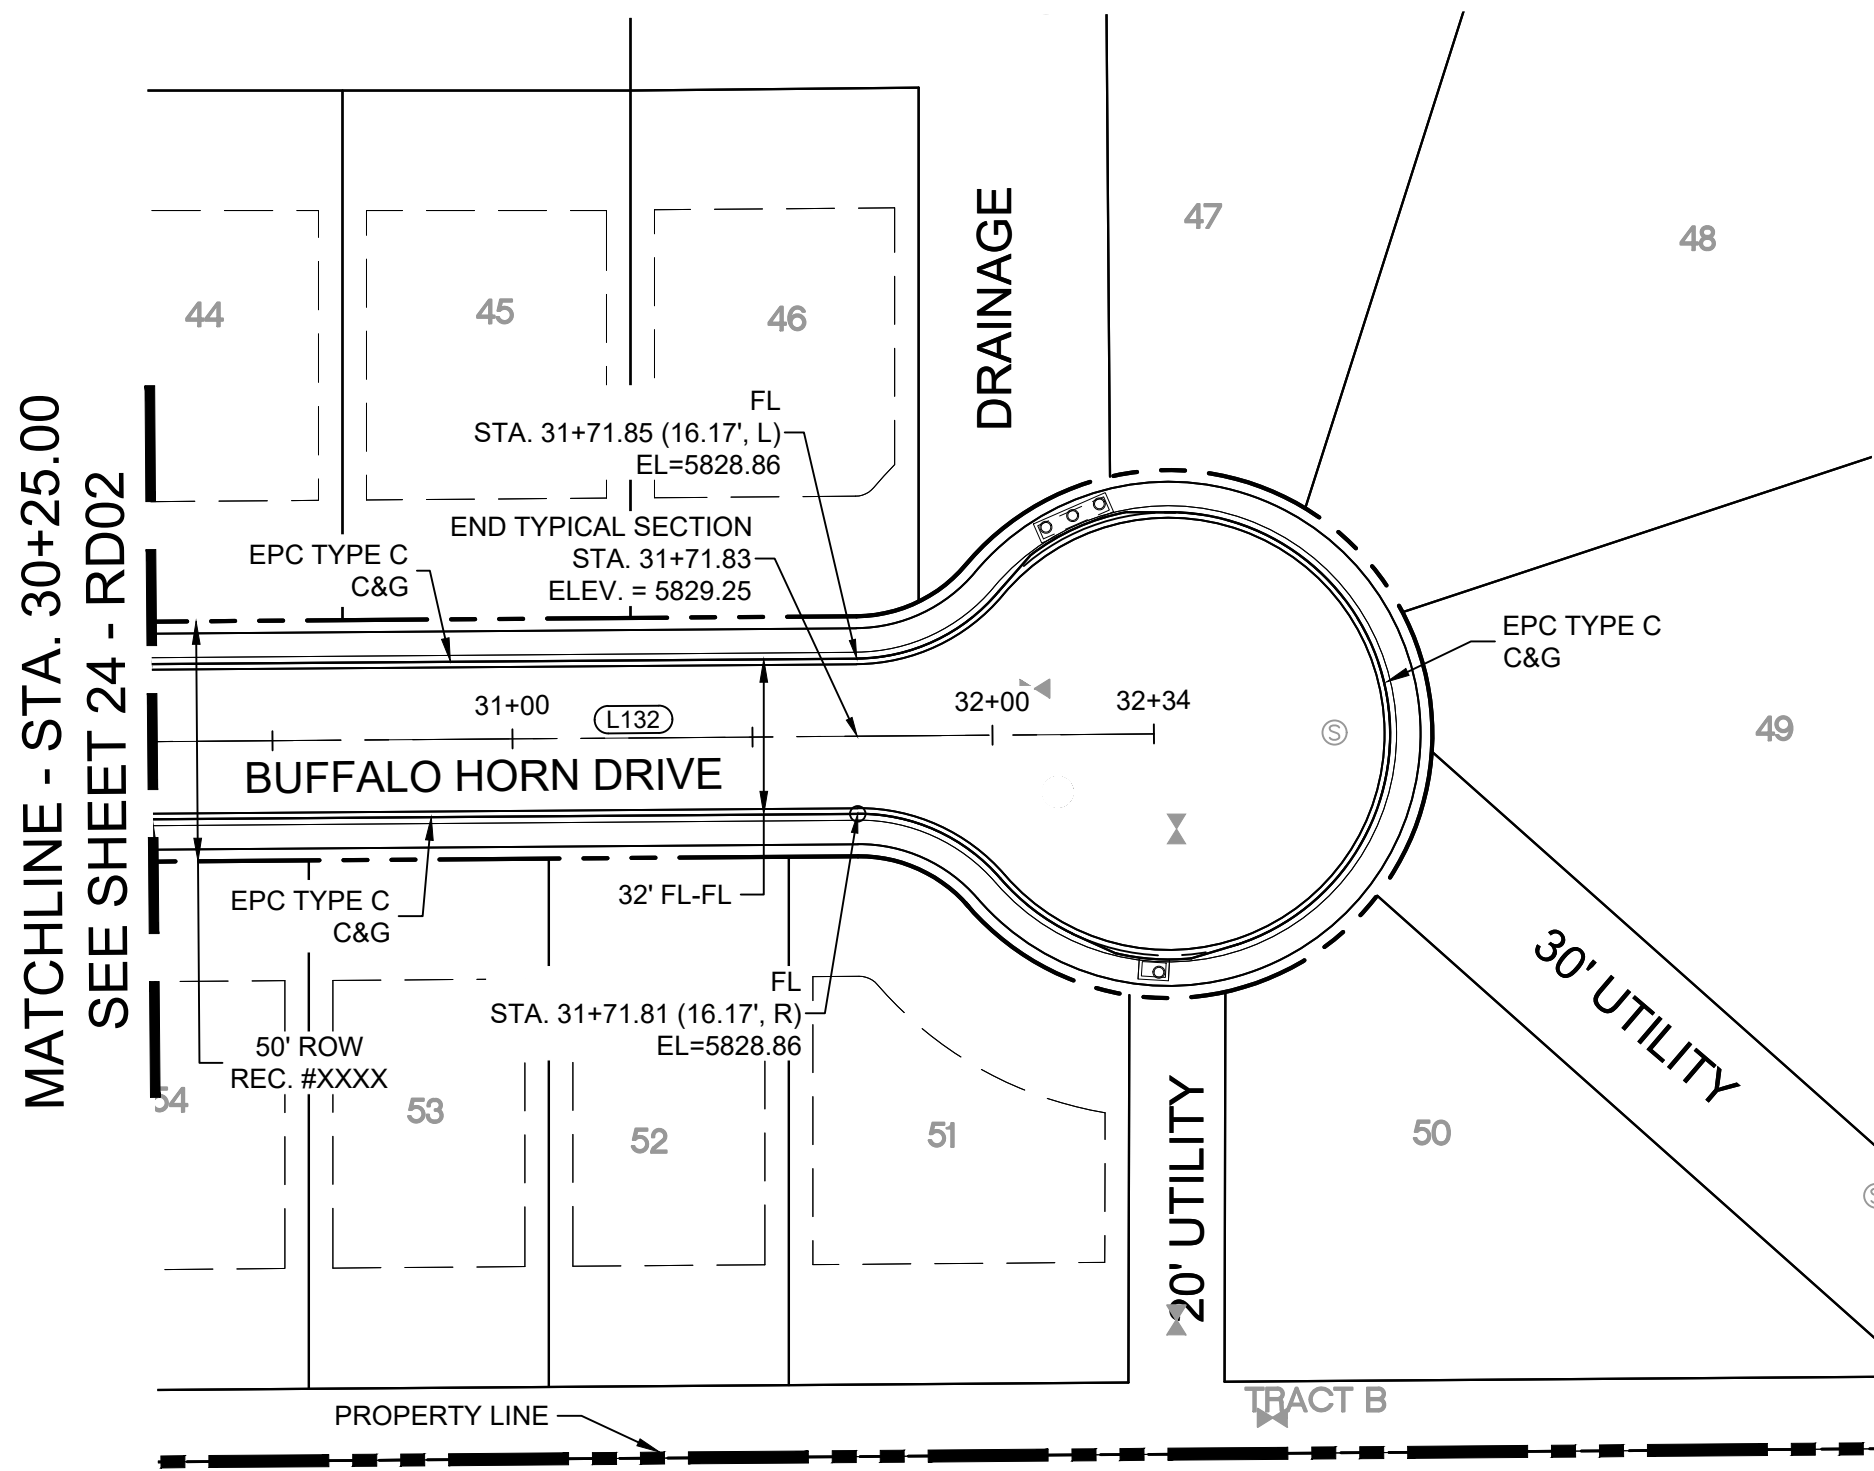 MATCHLINE - STA. 30+25.00
SEE SHEET 24 - RD02
44
45
46
47
48
DRAINAGE
FL
STA. 31+71.85 (16.17', L)
EL=5828.86
END TYPICAL SECTION
STA. 31+71.83
ELEV. = 5829.25
EPC TYPE C
C&G
EPC TYPE C
C&G
31+00
L132
32+00
32+34
S
49
BUFFALO HORN DRIVE
EPC TYPE C
C&G
32' FL-FL
FL
STA. 31+71.81 (16.17', R)
EL=5828.86
50' ROW
REC. #XXXX
54
53
52
51
50
30' UTILITY
20' UTILITY
S
TRACT B
PROPERTY LINE